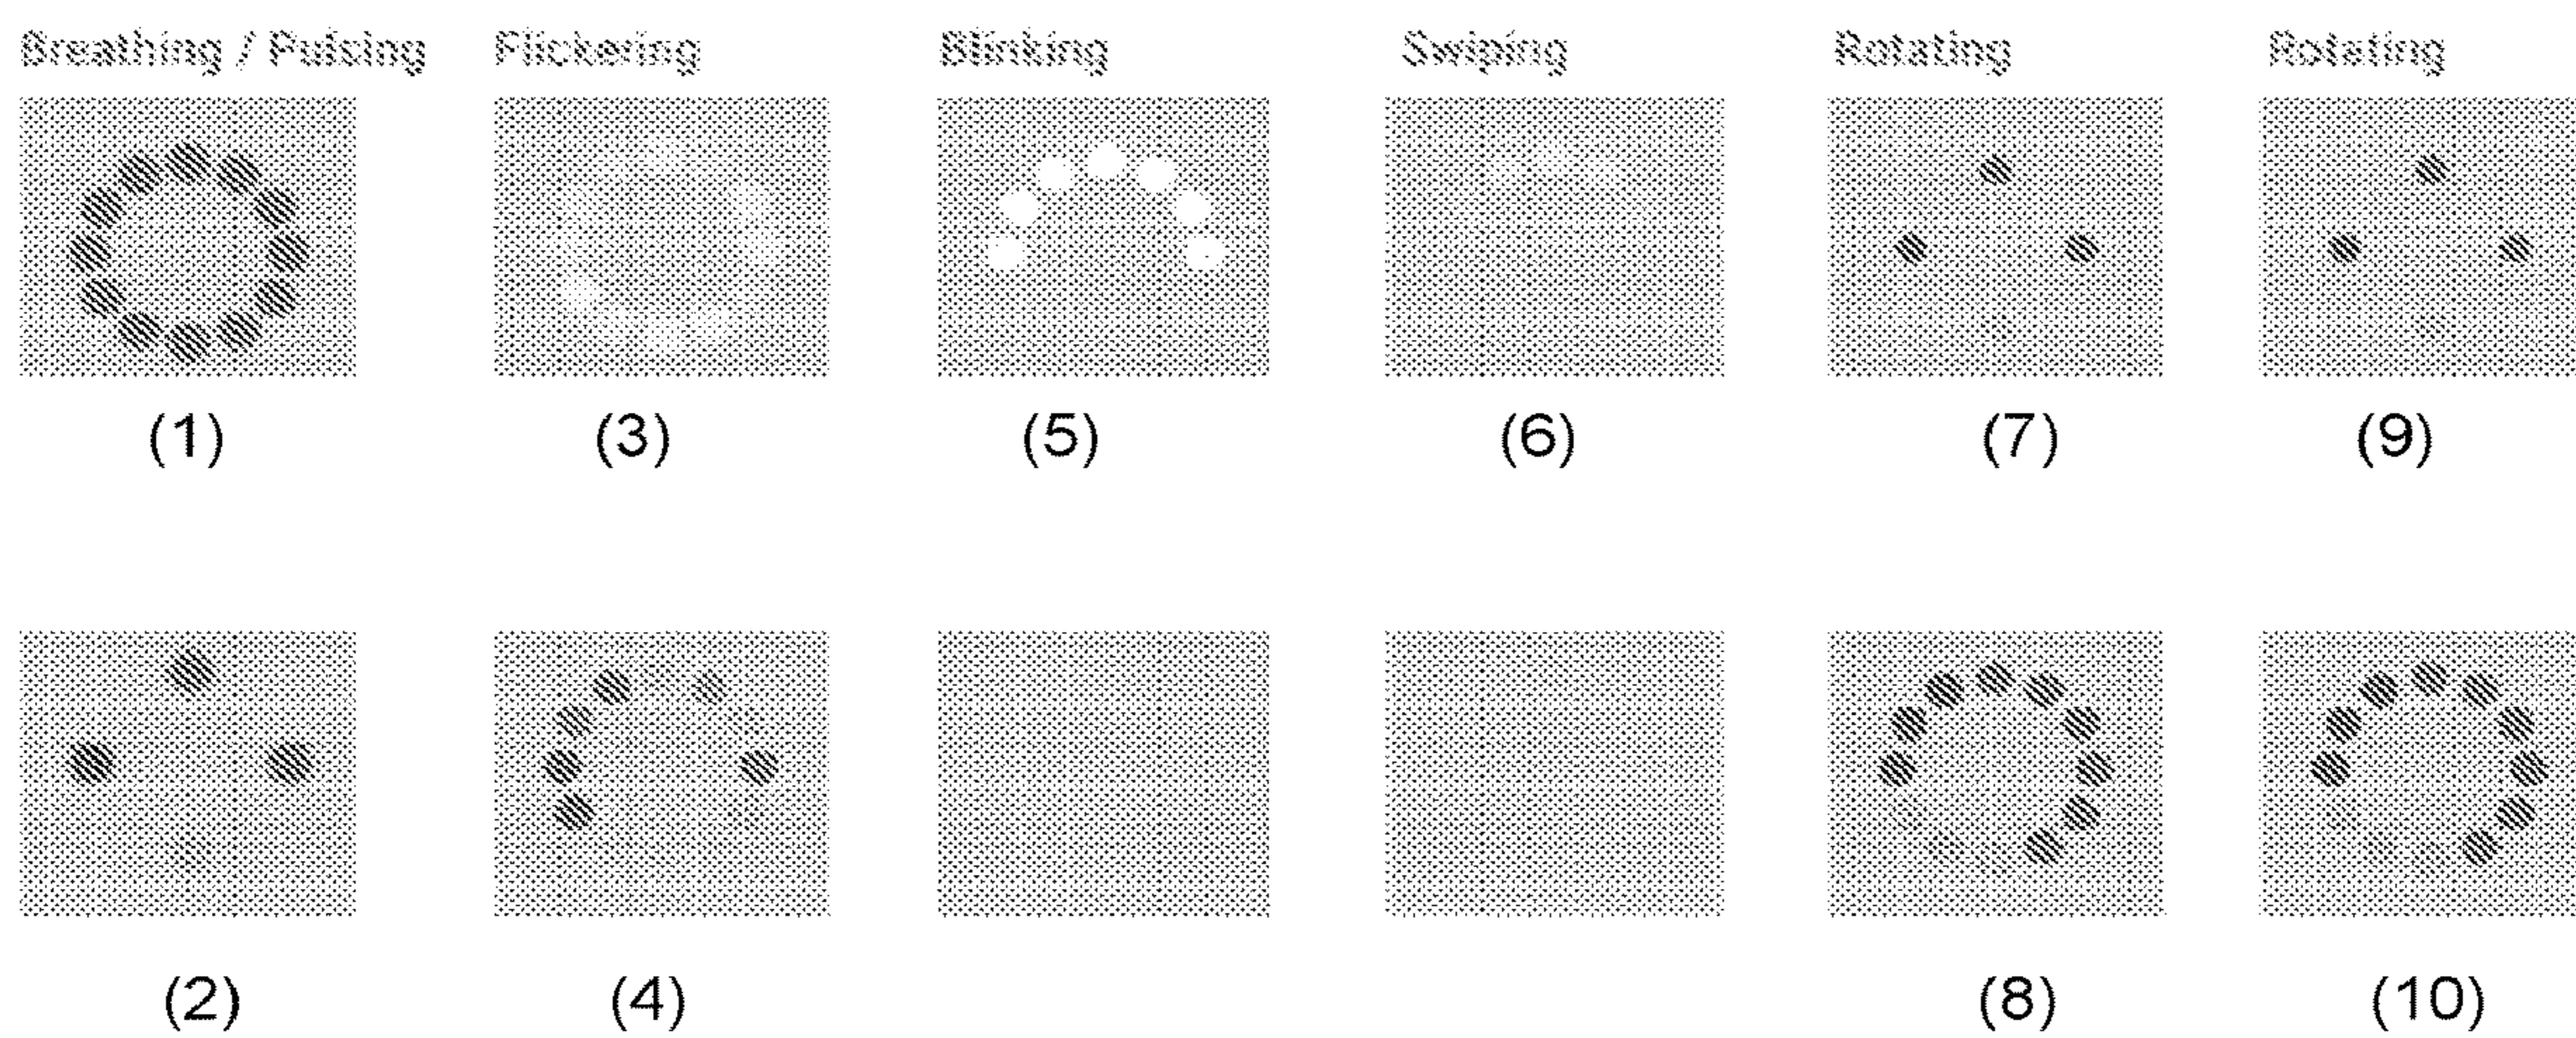 Breathing / Pulsing Flickering Blinking Swiping Rotating Rotating
(1) (3) (5) (6) (7) (9)
(2) (4) (8) (10)